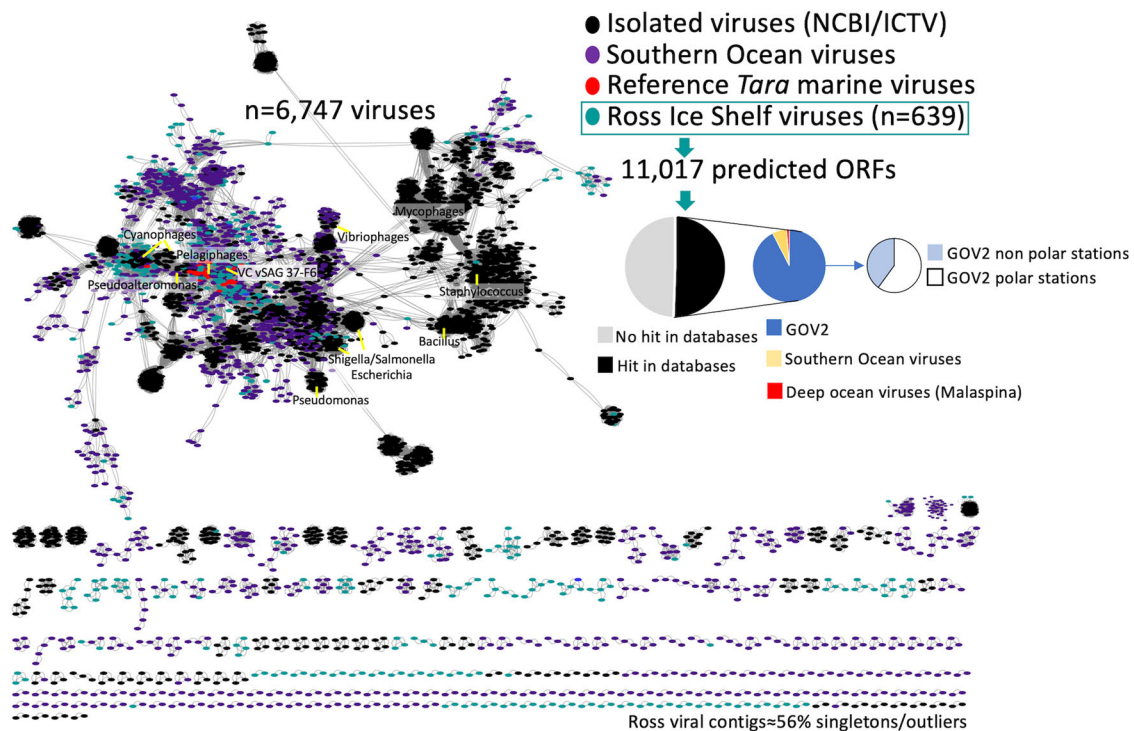 Isolated viruses (NCBI/ICTV)
Southern Ocean viruses
Reference Tara marine viruses
Ross Ice Shelf viruses (n=639)
n=6,747 viruses
11,017 predicted ORFs
Mycophages
Cyanophages
Vibriophages
Pelagiphages
VC vSAG 37-F6
Pseudoalteromonas
Staphylococcus
Bacillus
Shigella/Salmonella
Escherichia
Pseudomonas
GOV2 non polar stations
GOV2 polar stations
No hit in databases
Hit in databases
GOV2
Southern Ocean viruses
Deep ocean viruses (Malaspina)
Ross viral contigs≈56% singletons/outliers